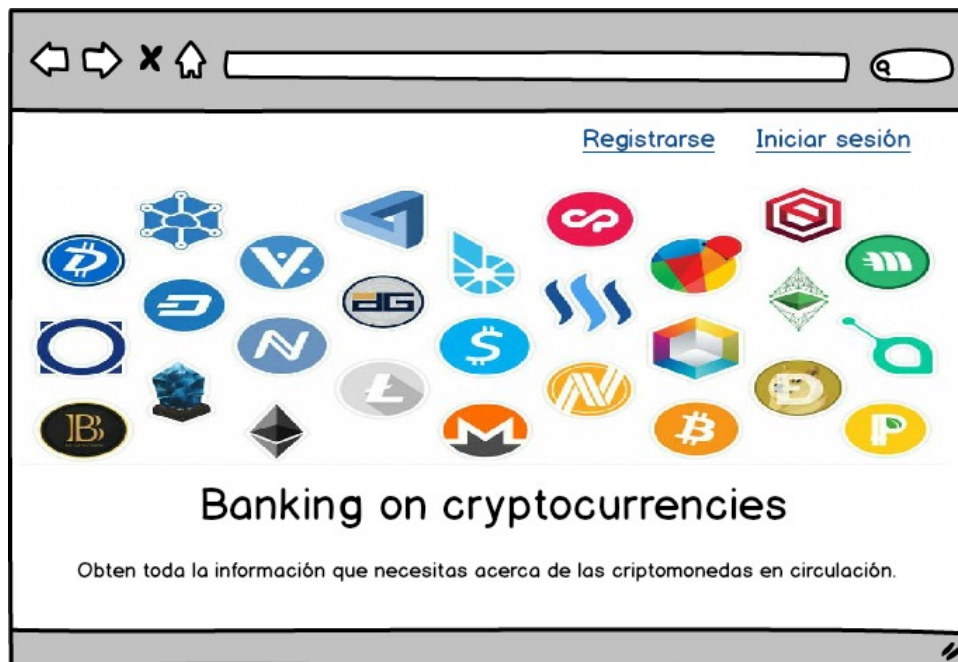 Registrarse Iniciar sesión
Banking on cryptocurrencies
Obten toda la información que necesitas acerca de las criptomonedas en circulación.